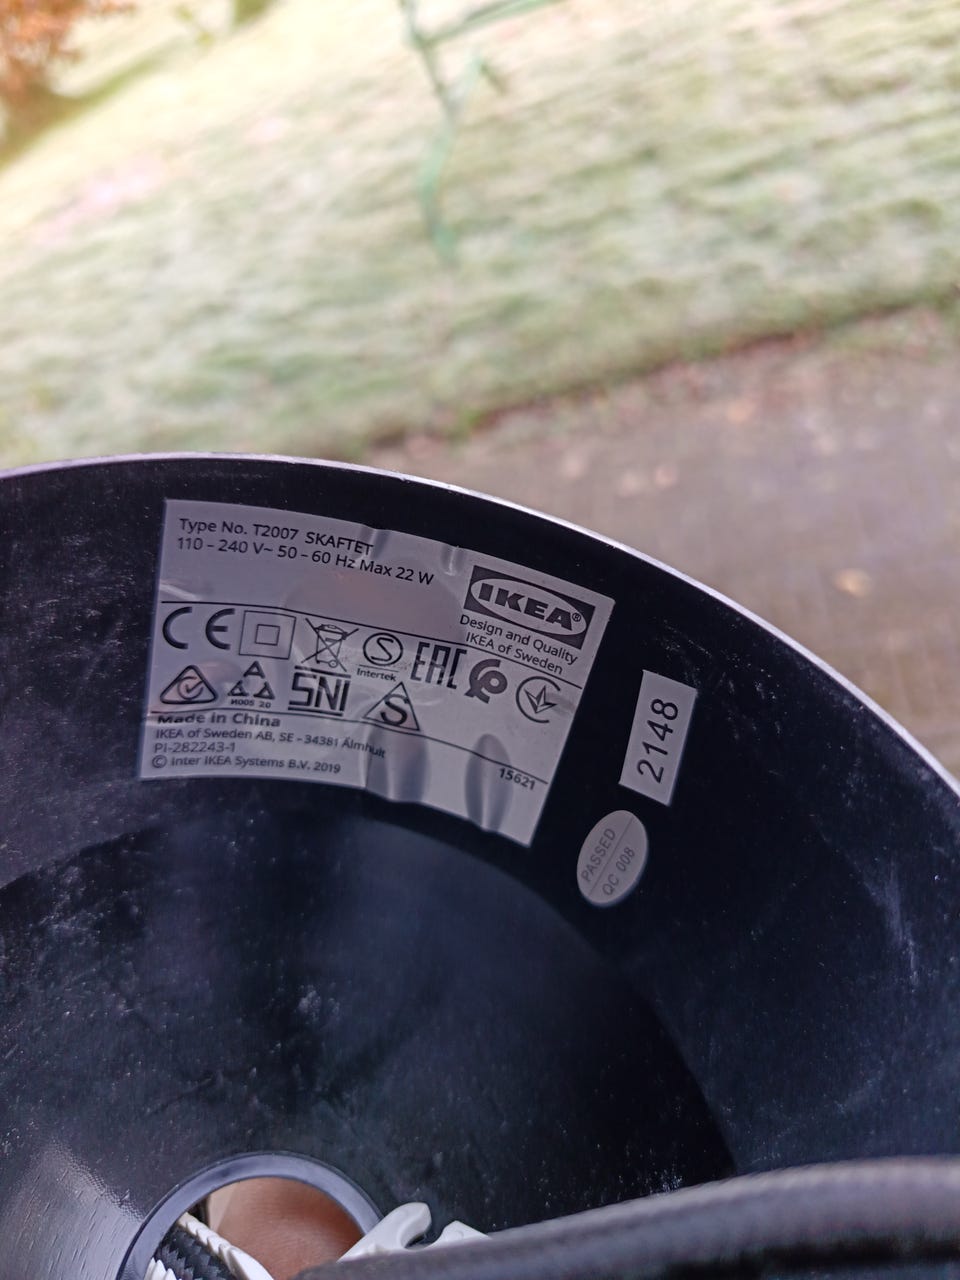 Type No. T2007 SKAFTET
110 – 240 V~ 50 – 60 Hz Max 22 W
IKEA®
Design and Quality
IKEA of Sweden
CE
S
Intertek
EAC
N005 20
SNI
S
Made in China
IKEA of Sweden AB, SE - 34381 Älmhult
PI-282243-1
© Inter IKEA Systems B.V. 2019
15621
2148
PASSED
QC 008